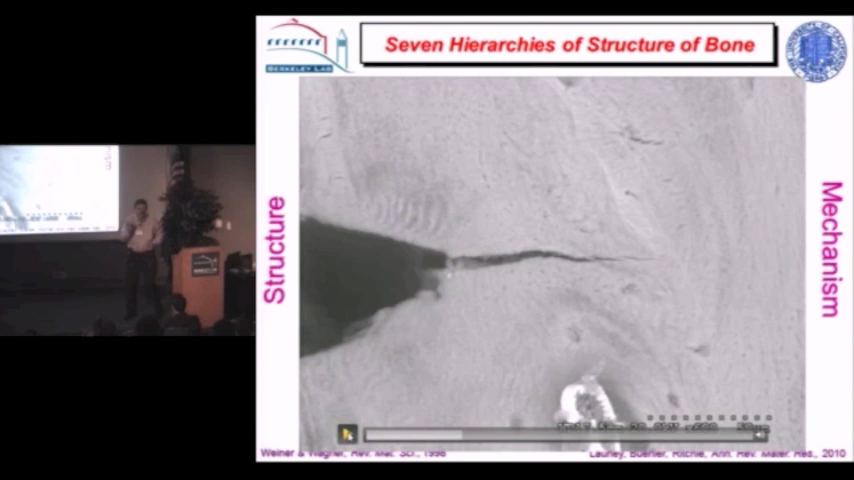 Seven Hierarchies of Structure of Bone
BERKELEY LAB
Structure
Mechanism
Weiner & Wagner, Rev. Mat. Sci., 1998
Launey, Buehler, Ritchie, Ann. Rev. Mater. Res., 2010